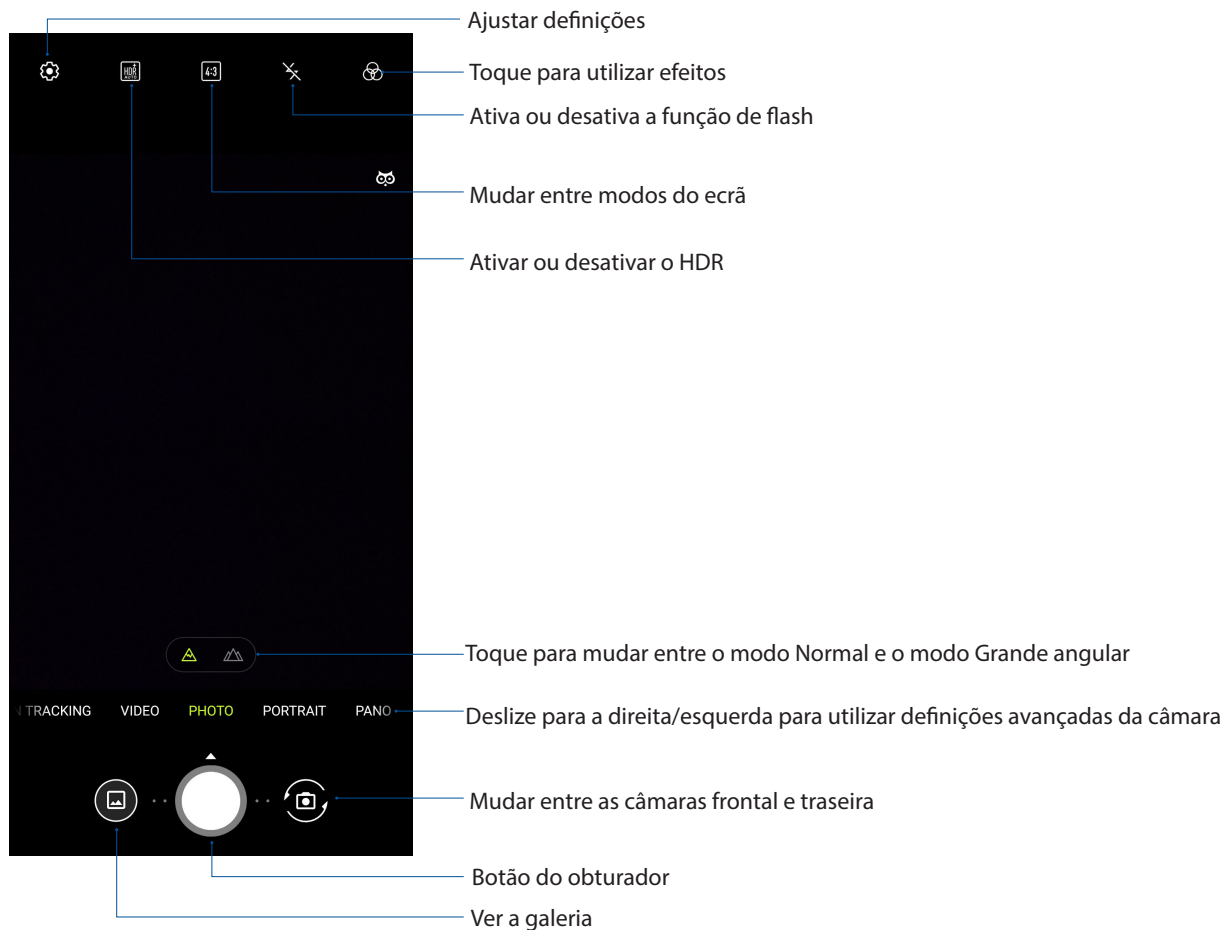 Ajustar definições
HDR
AUTO
4:3
Toque para utilizar efeitos
Ativa ou desativa a função de flash
Mudar entre modos do ecrã
Ativar ou desativar o HDR
Toque para mudar entre o modo Normal e o modo Grande angular
N TRACKING VIDEO PHOTO PORTRAIT PANO
Deslize para a direita/esquerda para utilizar definições avançadas da câmara
Mudar entre as câmaras frontal e traseira
Botão do obturador
Ver a galeria